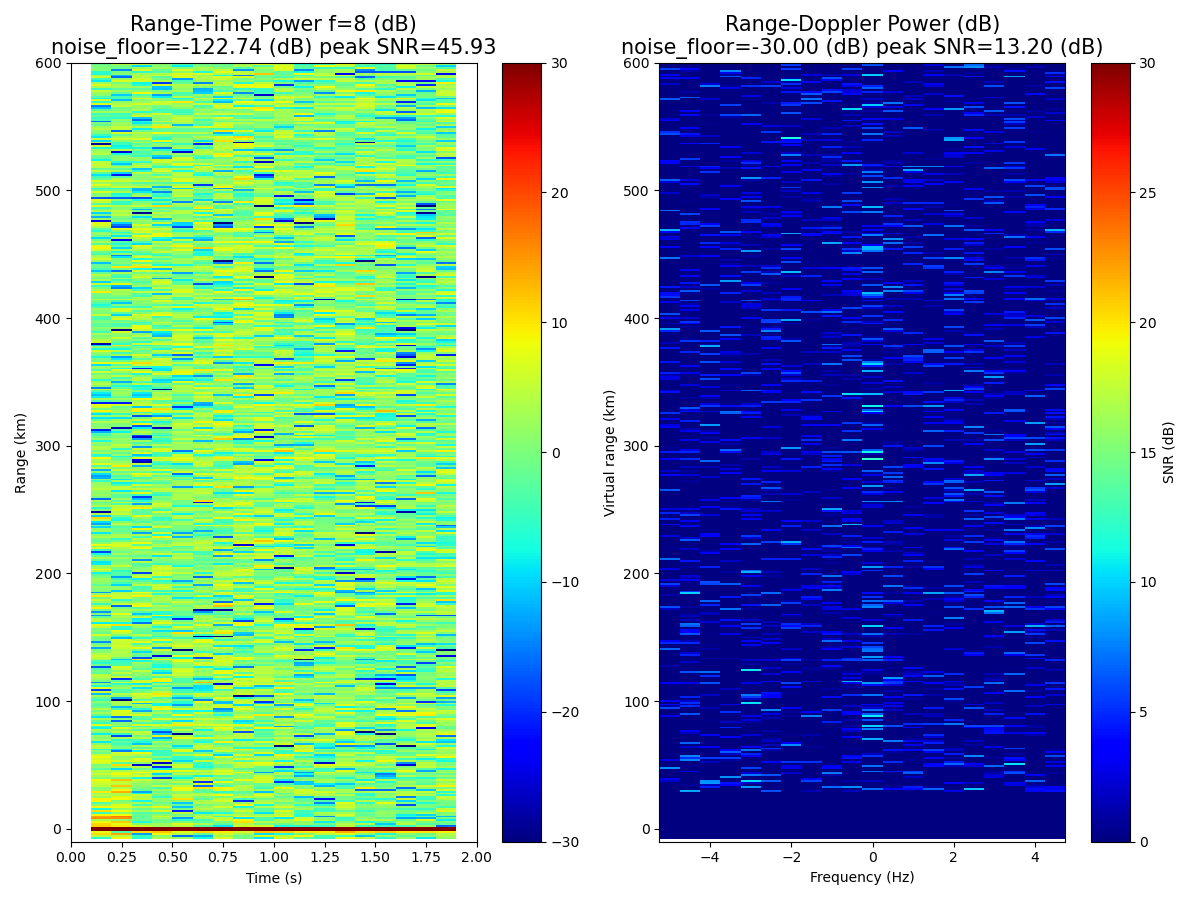 Range-Time Power f=8 (dB)
noise_floor=-122.74 (dB) peak SNR=45.93
600
500
400
300
200
100
0
Range (km)
0.00 0.25 0.50 0.75 1.00 1.25 1.50 1.75 2.00
Time (s)
30
20
10
0
−10
−20
−30
Range-Doppler Power (dB)
noise_floor=-30.00 (dB) peak SNR=13.20 (dB)
600
500
400
300
200
100
0
Virtual range (km)
−4 −2 0 2 4
Frequency (Hz)
30
25
20
15
10
5
0
SNR (dB)